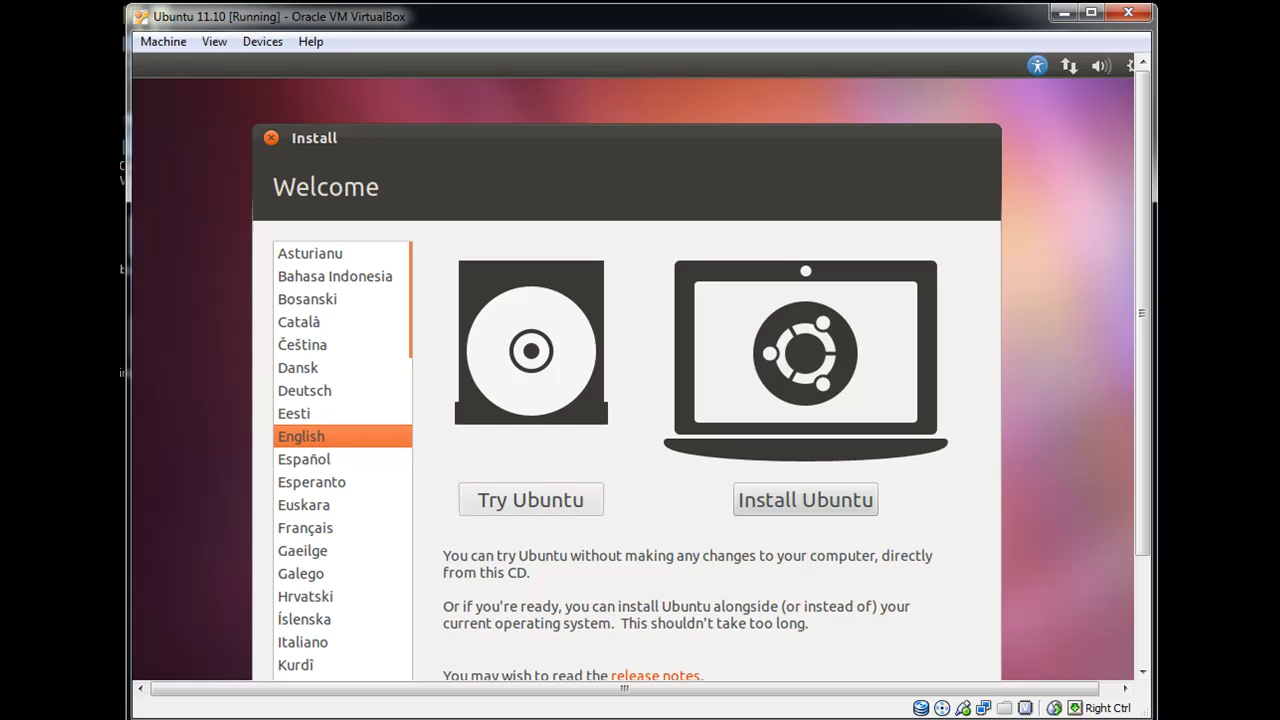 Ubuntu 11.10 [Running] - Oracle VM VirtualBox
Machine View Devices Help
Install
Welcome
Asturianu
Bahasa Indonesia
Bosanski
Català
Čeština
Dansk
Deutsch
Eesti
English
Español
Esperanto
Euskara
Français
Gaeilge
Galego
Hrvatski
Íslenska
Italiano
Kurdî
Try Ubuntu
Install Ubuntu
You can try Ubuntu without making any changes to your computer, directly
from this CD.
Or if you're ready, you can install Ubuntu alongside (or instead of) your
current operating system. This shouldn't take too long.
You may wish to read the release notes.
Right Ctrl